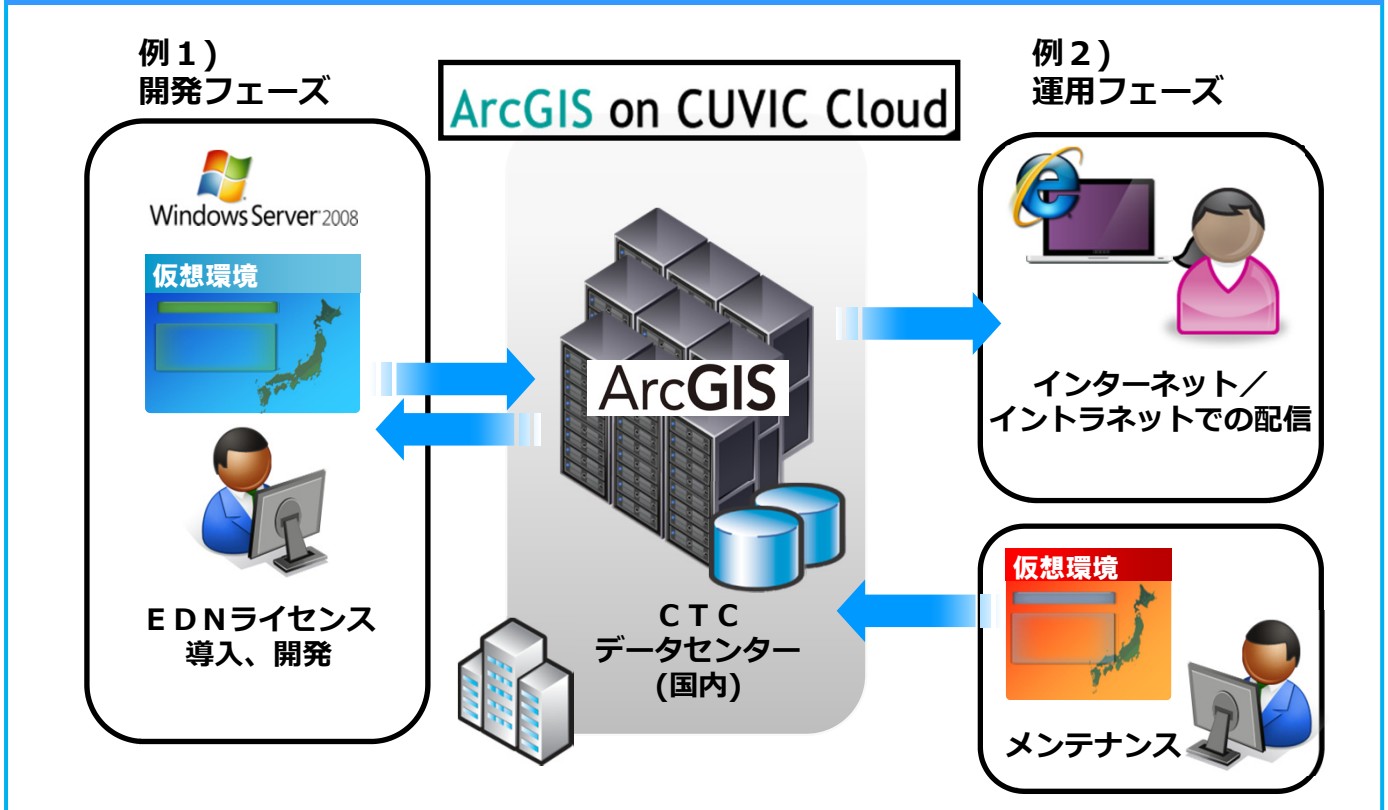 例１)
開発フェーズ
ArcGIS on CUVIC Cloud
例２)
運用フェーズ
Windows Server 2008
仮想環境
ＥＤＮライセンス
導入、開発
ArcGIS
ＣＴＣ
データセンター
(国内)
インターネット／
イントラネットでの配信
仮想環境
メンテナンス